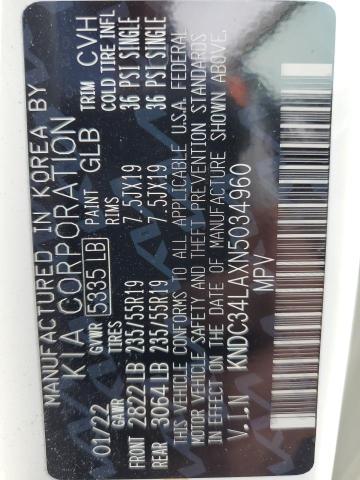 MANUFACTURED IN KOREA BY
KIA CORPORATION
01/22 GVWR 5335 LB PAINT GLB TRIM CVH
GAWR TIRES RIMS COLD TIRE INFL
FRONT 2822 LB 235/55R19 7.5JX19 36 PSI SINGLE
REAR 3064 LB 235/55R19 7.5JX19 36 PSI SINGLE
THIS VEHICLE CONFORMS TO ALL APPLICABLE U.S.A. FEDERAL
MOTOR VEHICLE SAFETY AND THEFT PREVENTION STANDARDS
IN EFFECT ON THE DATE OF MANUFACTURE SHOWN ABOVE
V.I.N KNDC34LAXN5034960
MPV